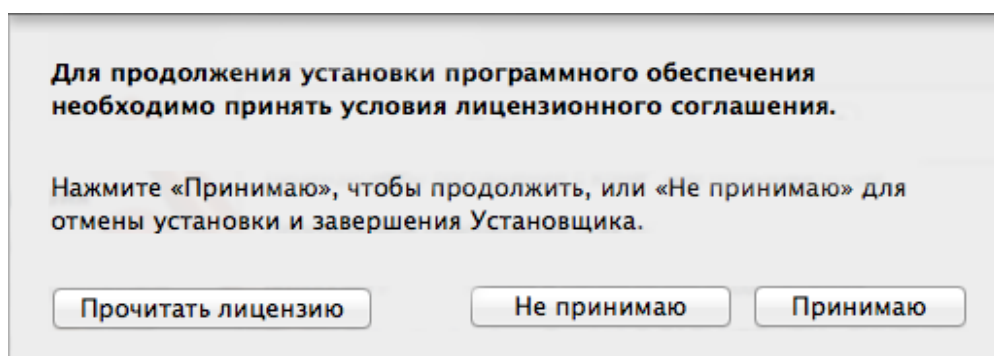 Для продолжения установки программного обеспечения
необходимо принять условия лицензионного соглашения.
Нажмите «Принимаю», чтобы продолжить, или «Не принимаю» для
отмены установки и завершения Установщика.
Прочитать лицензию Не принимаю Принимаю